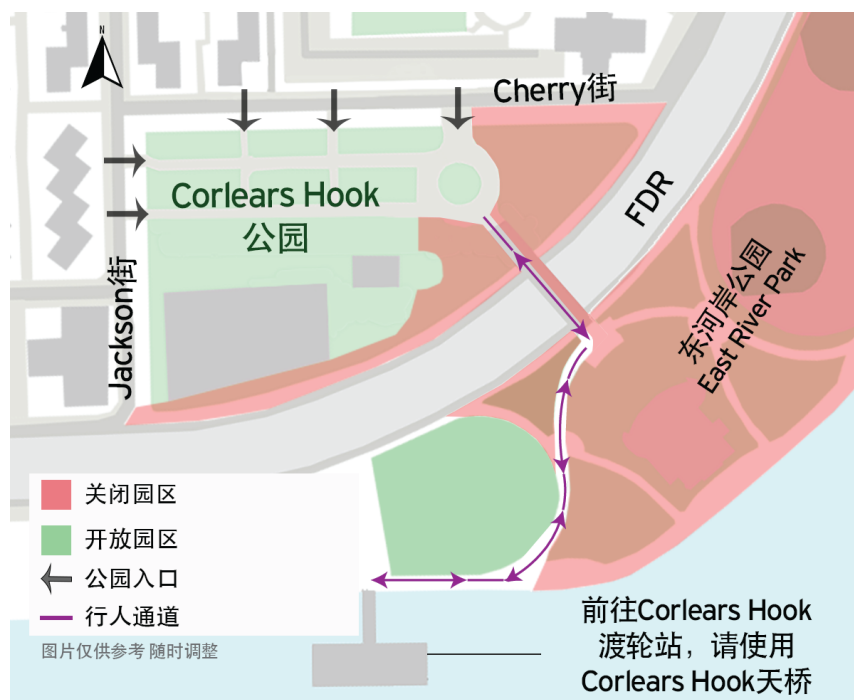 N
Cherry街
Corlears Hook
公园
FDR
Jackson街
东河岸公园
East River Park
关闭园区
开放园区
公园入口
行人通道
图片仅供参考 随时调整
前往Corlears Hook
渡轮站，请使用
Corlears Hook天桥